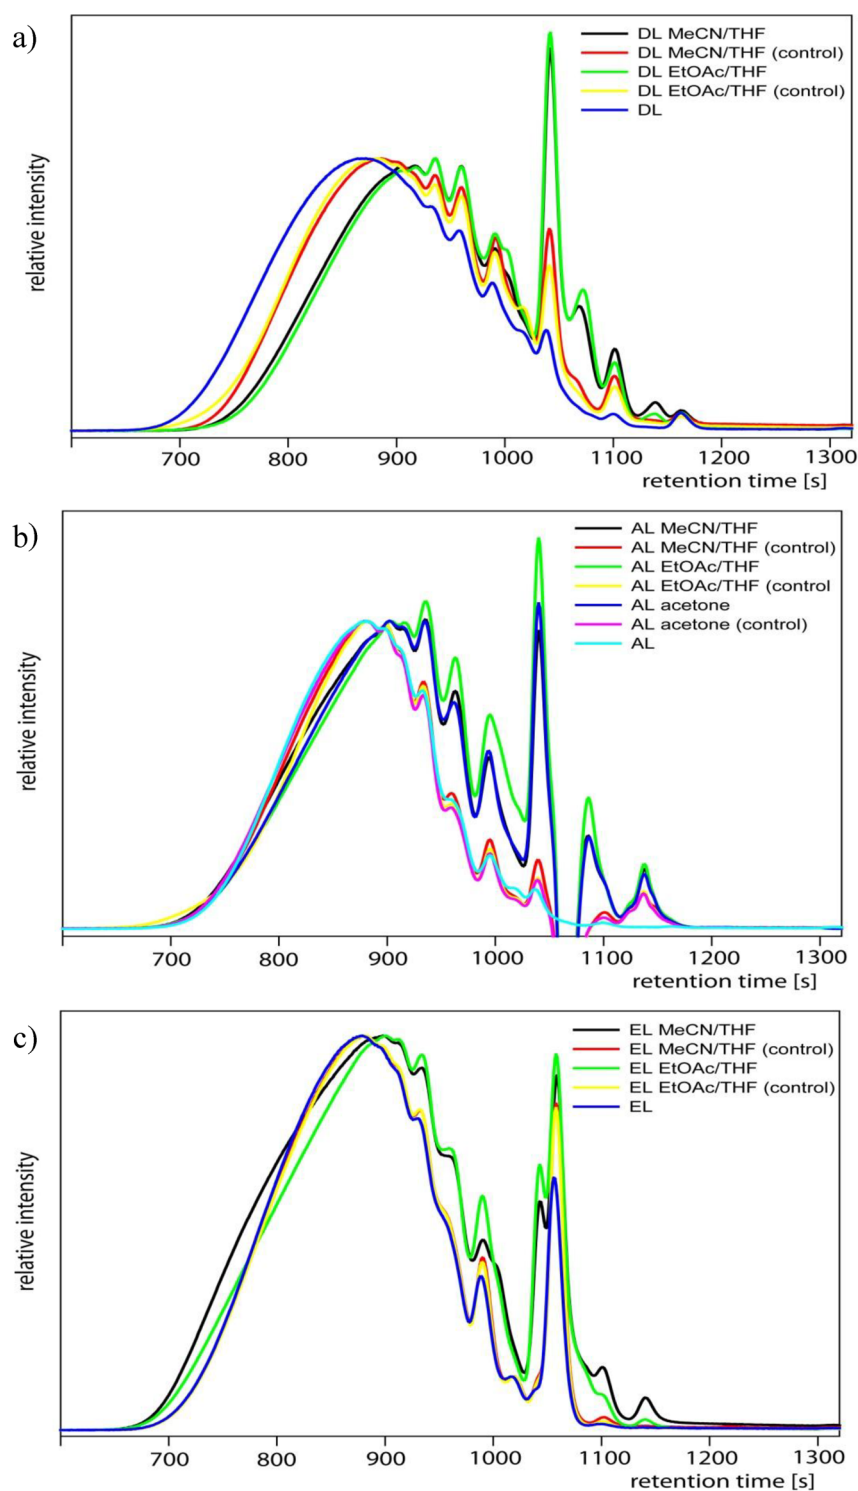 a)
DL MeCN/THF
DL MeCN/THF (control)
DL EtOAc/THF
DL EtOAc/THF (control)
DL
relative intensity
700 800 900 1000 1100 1200 1300
retention time [s]
b)
AL MeCN/THF
AL MeCN/THF (control)
AL EtOAc/THF
AL EtOAc/THF (control
AL acetone
AL acetone (control)
AL
relative intensity
700 800 900 1000 1100 1200 1300
retention time [s]
c)
EL MeCN/THF
EL MeCN/THF (control)
EL EtOAc/THF
EL EtOAc/THF (control)
EL
relative intensity
700 800 900 1000 1100 1200 1300
retention time [s]